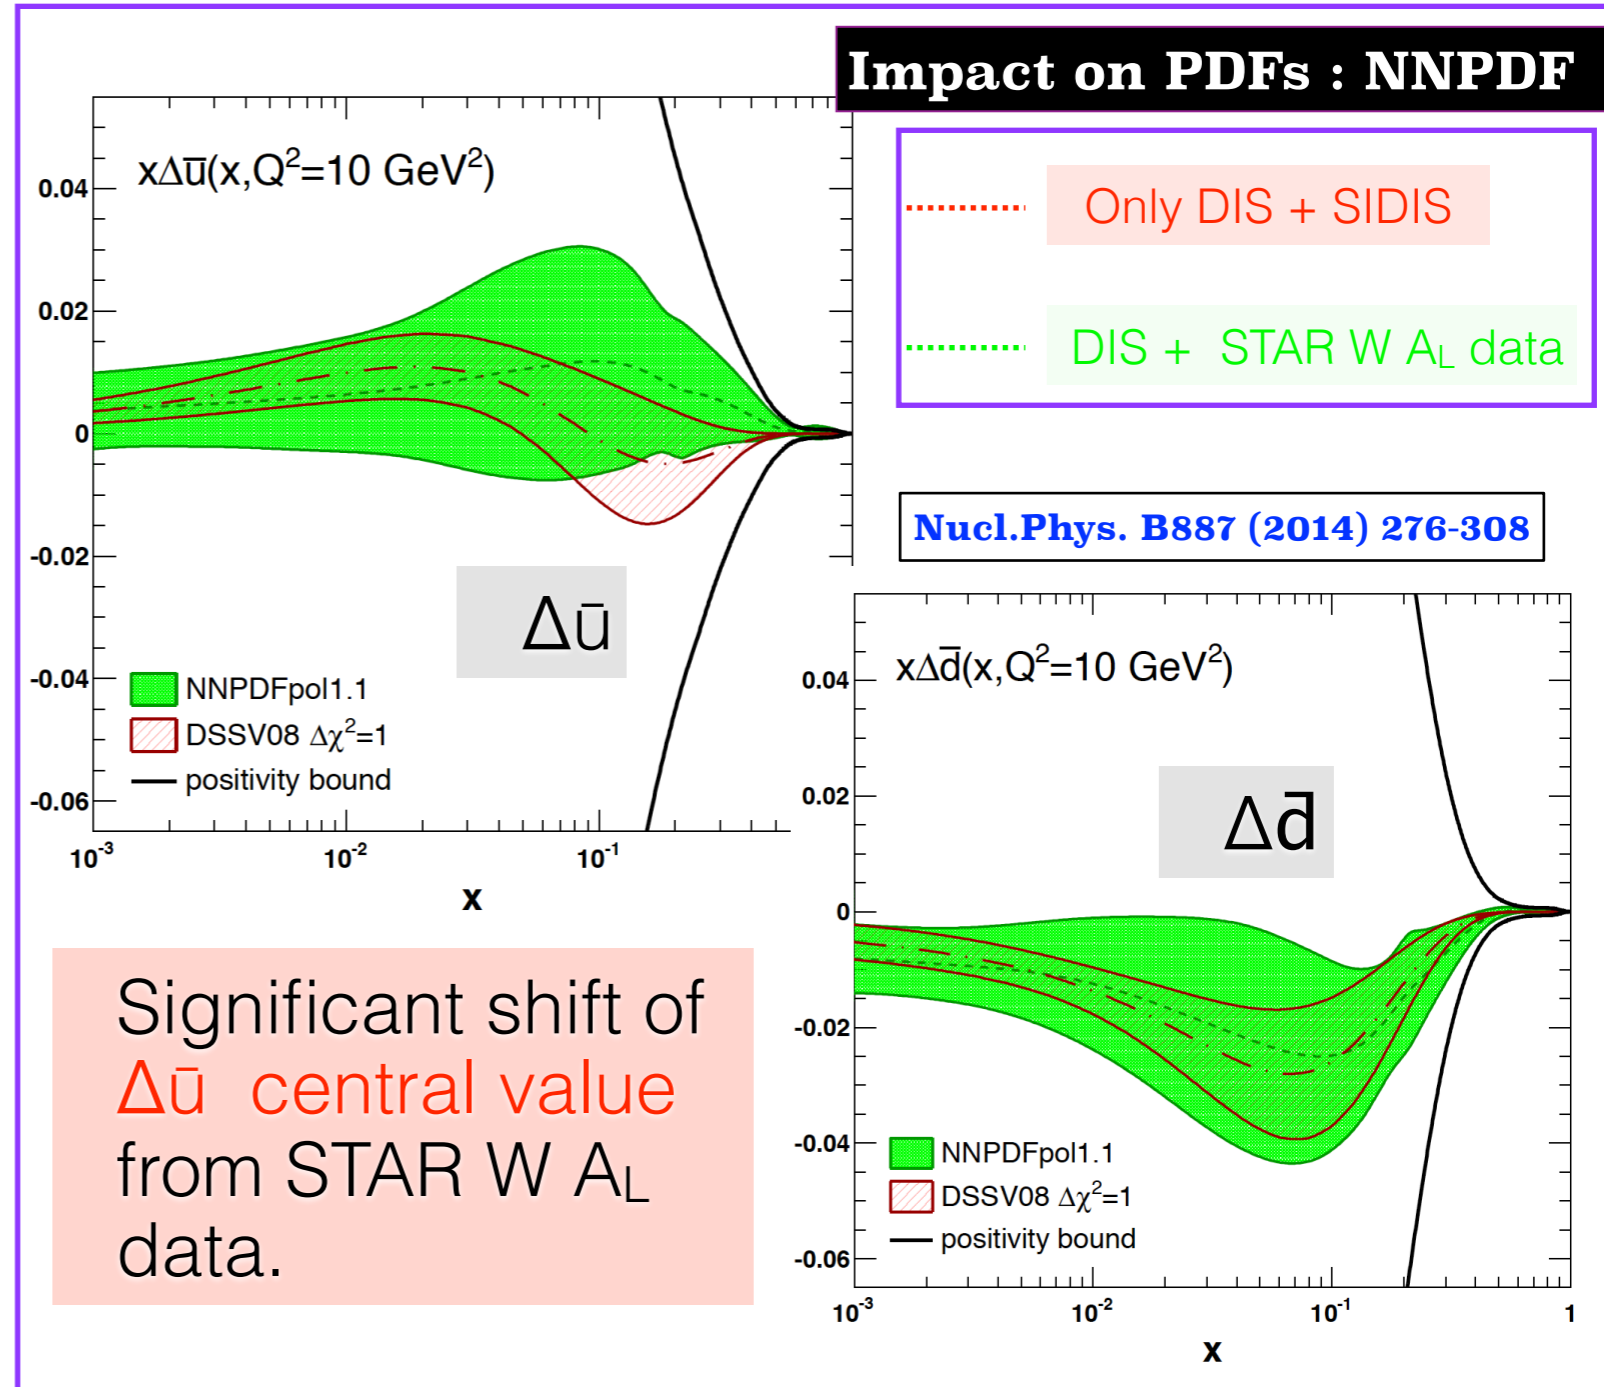 Impact on PDFs : NNPDF
xΔū(x,Q²=10 GeV²)
0.04
0.02
0
-0.02
-0.04
-0.06
Δū
NNPDFpol1.1
DSSV08 Δχ²=1
positivity bound
10⁻³
10⁻²
10⁻¹
x
Only DIS + SIDIS
DIS + STAR W A_L data
Nucl.Phys. B887 (2014) 276-308
xΔd̄(x,Q²=10 GeV²)
0.04
0.02
0
-0.02
-0.04
-0.06
Δd̄
NNPDFpol1.1
DSSV08 Δχ²=1
positivity bound
10⁻³
10⁻²
10⁻¹
1
x
Significant shift of
Δū central value
from STAR W A_L
data.